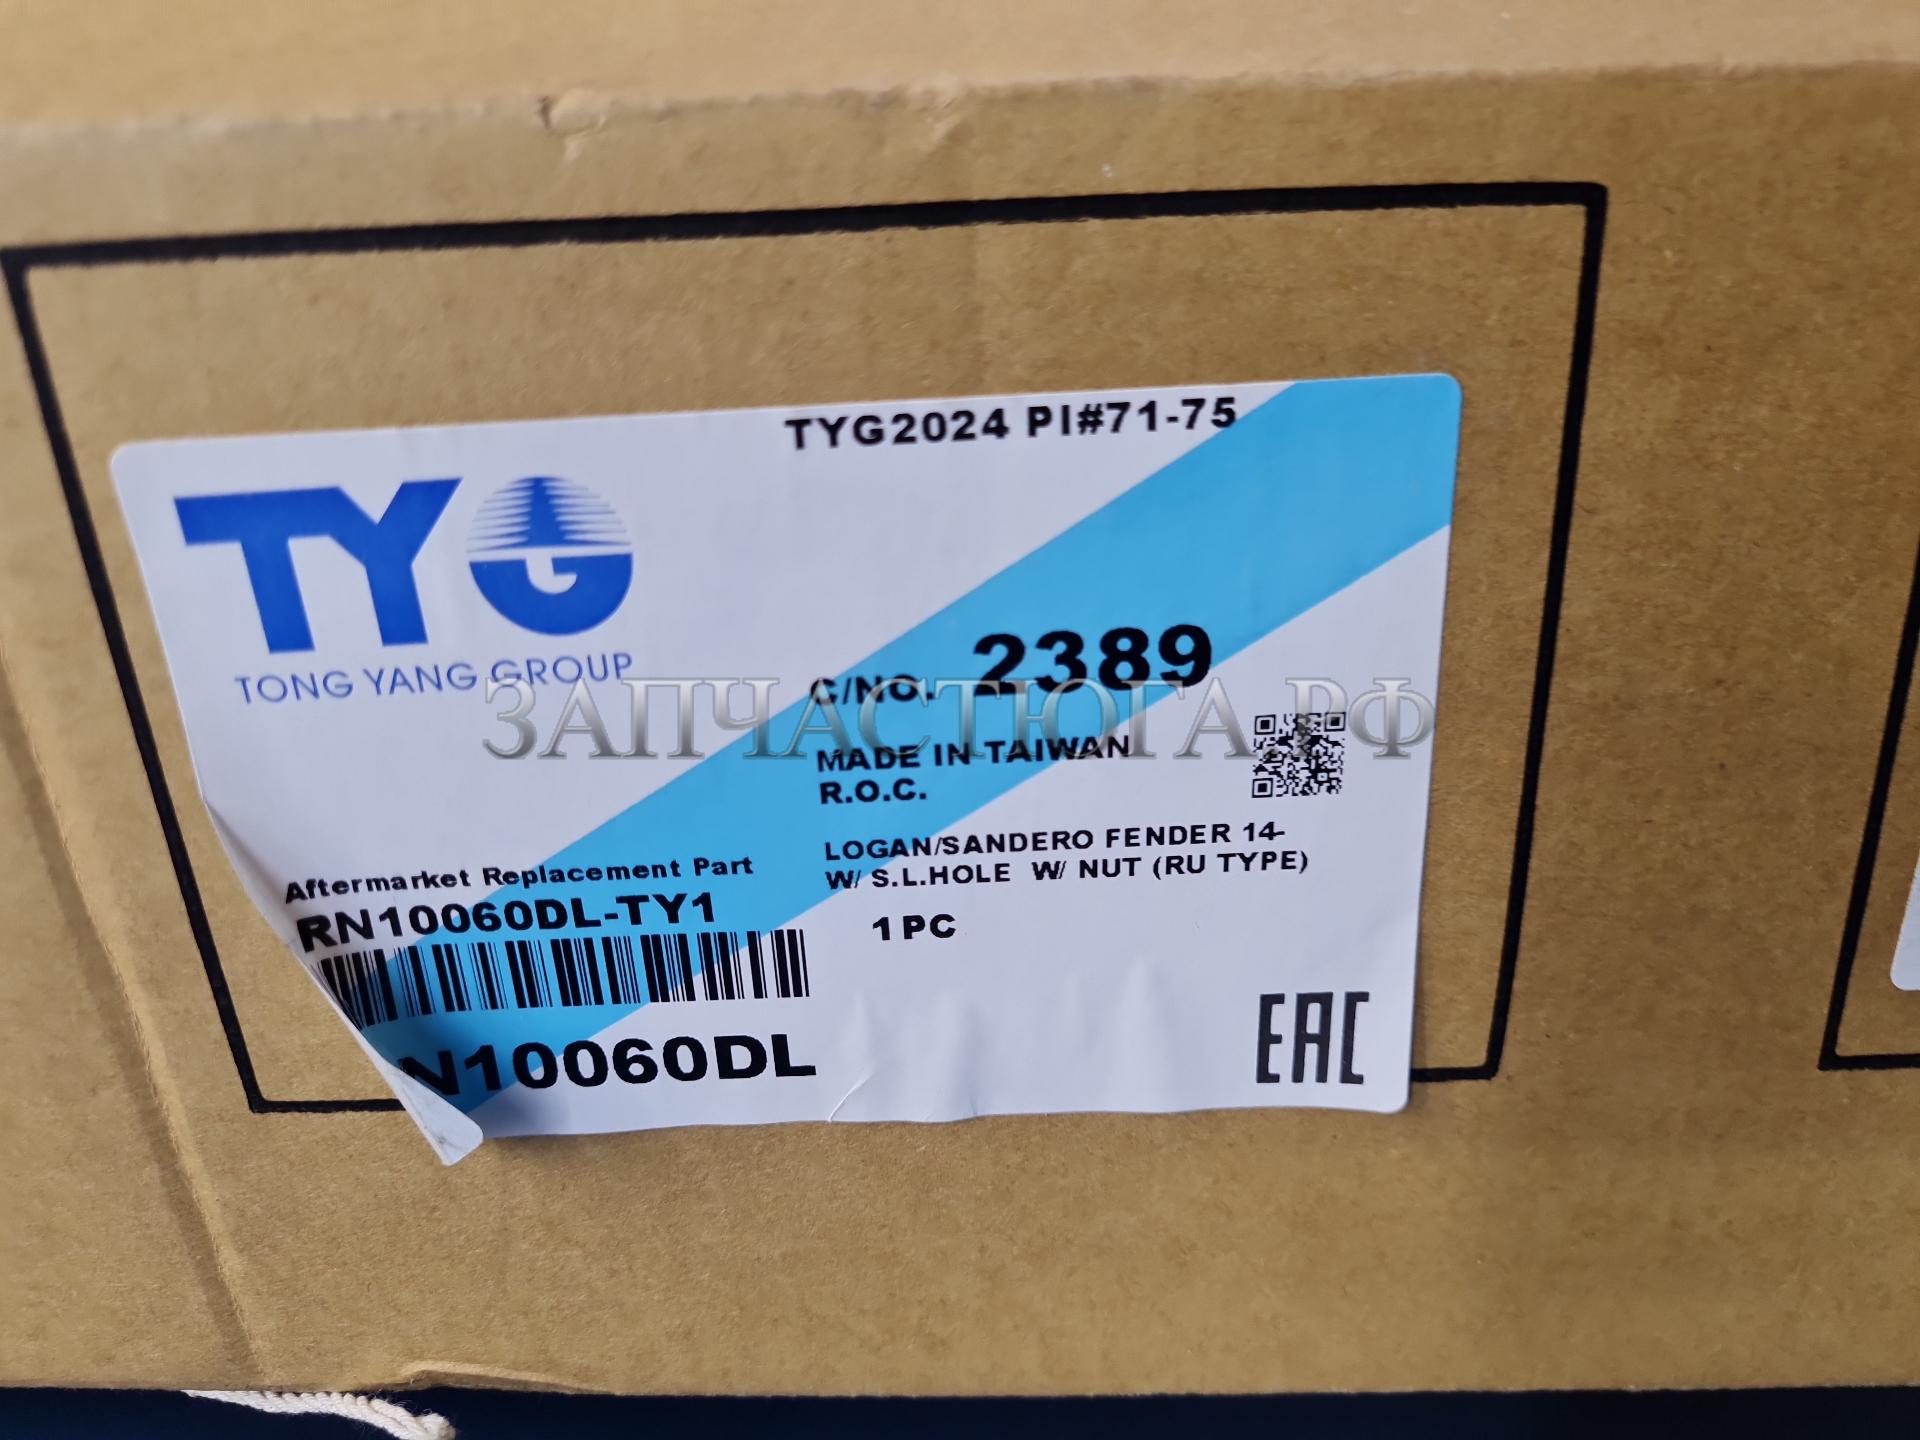 TYG2024 PI#71-75
TYG
TONG YANG GROUP
C/NO. 2389
ЗАПЧАСТЮГА.РФ
MADE IN TAIWAN
R.O.C.
LOGAN/SANDERO FENDER 14-
W/ S.L.HOLE W/ NUT (RU TYPE)
1 PC
Aftermarket Replacement Part
RN10060DL-TY1
N10060DL
EAC